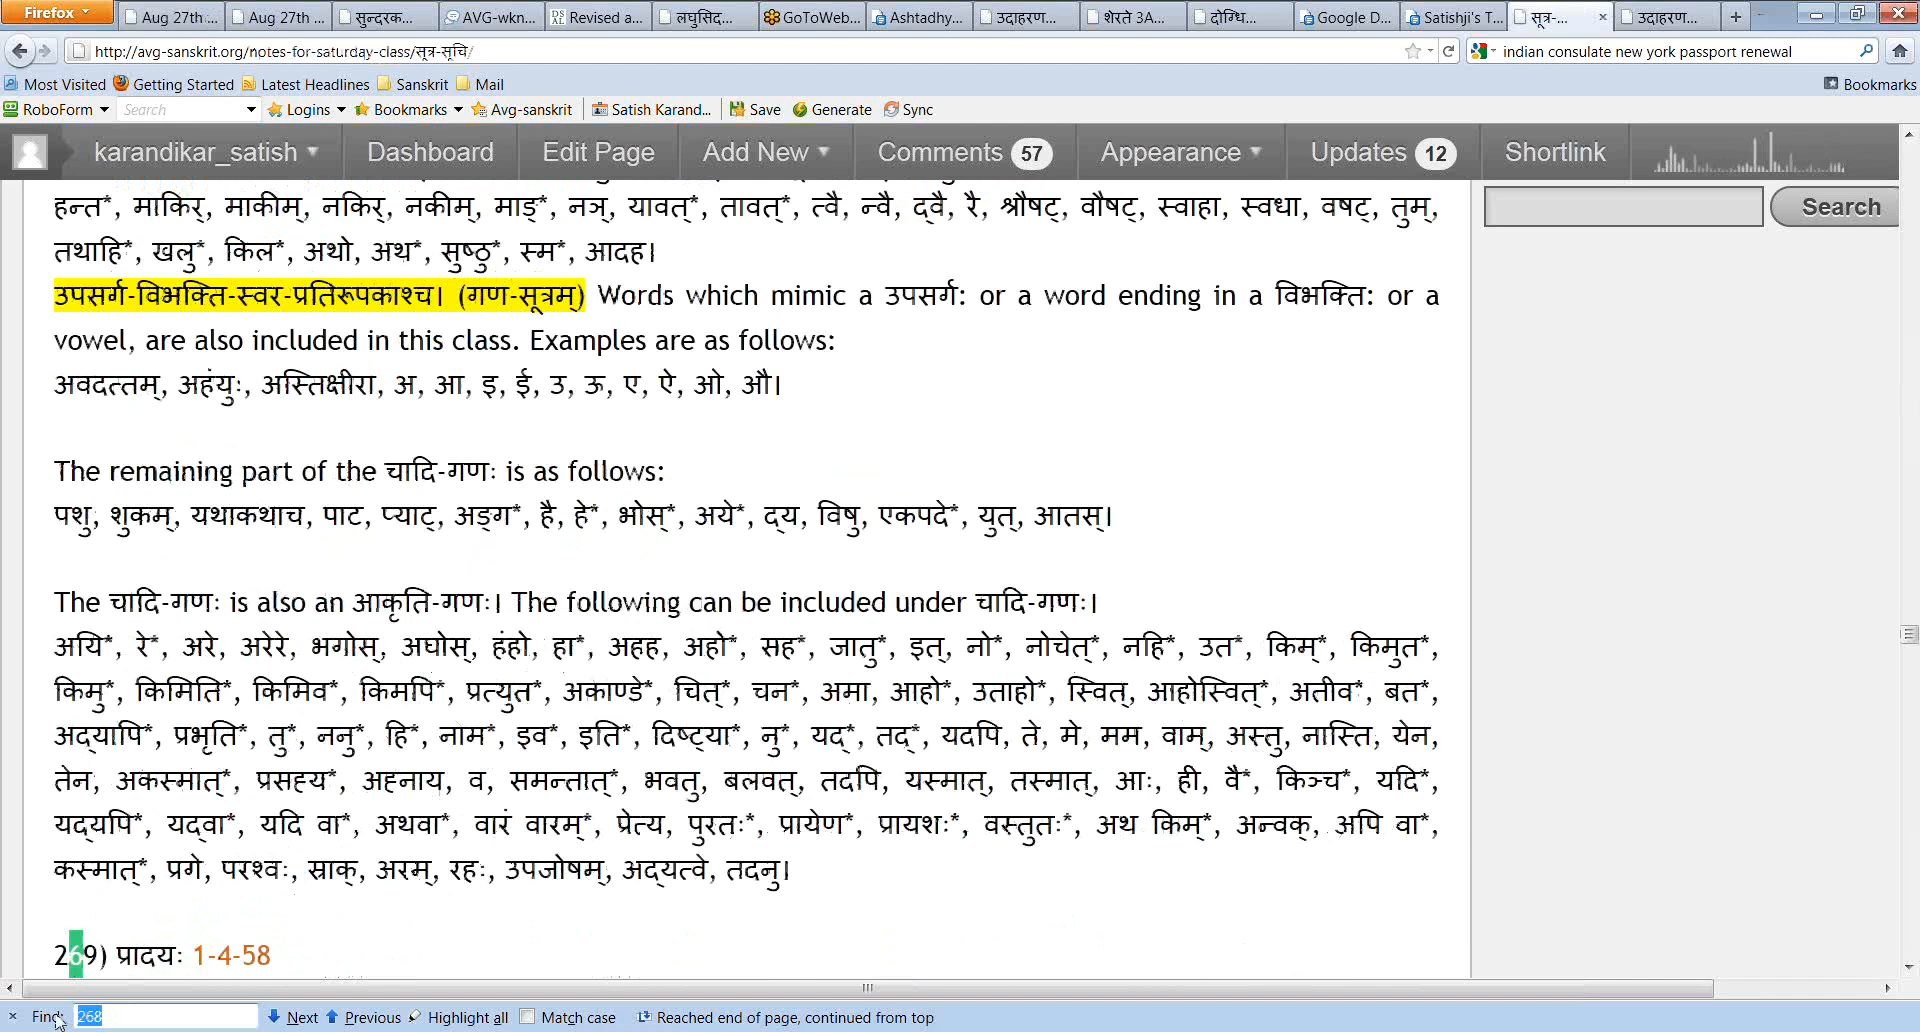 Firefox
Aug 27th ...
Aug 27th ...
सुन्दरक...
AVG-wkn...
Revised a...
लघुसिद्...
GoToWeb...
Ashtadhy...
उदाहरण...
शेरते 3A...
दोग्धि...
Google D...
Satishji's T...
सूत्र-...
उदाहरण...
http://avg-sanskrit.org/notes-for-saturday-class/सूत्र-सूचि/
indian consulate new york passport renewal
Most Visited Getting Started Latest Headlines Sanskrit Mail Bookmarks
RoboForm Search Logins Bookmarks Avg-sanskrit Satish Karand... Save Generate Sync
karandikar_satish Dashboard Edit Page Add New Comments 57 Appearance Updates 12 Shortlink
Search
हन्त*, माकिर्, माकीम्, नकिर्, नकीम्, माङ्*, नञ्, यावत्*, तावत्*, त्वै, न्वै, द्वै, रै, श्रौषट्, वौषट्, स्वाहा, स्वधा, वषट्, तुम्,
तथाहि*, खलु*, किल*, अथो, अथ*, सुष्ठु*, स्म*, आदह।
उपसर्ग-विभक्ति-स्वर-प्रतिरूपकाश्च। (गण-सूत्रम्) Words which mimic a उपसर्ग: or a word ending in a विभक्ति: or a
vowel, are also included in this class. Examples are as follows:
अवदत्तम्, अहंयुः, अस्तिक्षीरा, अ, आ, इ, ई, उ, ऊ, ए, ऐ, ओ, औ।
The remaining part of the चादि-गणः is as follows:
पशु, शुकम्, यथाकथाच, पाट, प्याट्, अङ्ग*, है, हे*, भोस्*, अये*, द्य, विषु, एकपदे*, युत्, आतस्।
The चादि-गणः is also an आकृति-गणः। The following can be included under चादि-गणः।
अयि*, रे*, अरे, अरेरे, भगोस्, अघोस्, हंहो, हा*, अहह, अहो*, सह*, जातु*, इत्, नो*, नोचेत्*, नहि*, उत*, किम्*, किमुत*,
किमु*, किमिति*, किमिव*, किमपि*, प्रत्युत*, अकाण्डे*, चित्*, चन*, अमा, आहो*, उताहो*, स्वित्, आहोस्वित्*, अतीव*, बत*,
अद्यापि*, प्रभृति*, तु*, ननु*, हि*, नाम*, इव*, इति*, दिष्ट्या*, नु*, यद्*, तद्*, यदपि, ते, मे, मम, वाम्, अस्तु, नास्ति, येन,
तेन, अकस्मात्*, प्रसह्य*, अह्नाय, व, समन्तात्*, भवतु, बलवत्, तदपि, यस्मात्, तस्मात्, आः, ही, वै*, किञ्च*, यदि*,
यद्यपि*, यद्वा*, यदि वा*, अथवा*, वारं वारम्*, प्रेत्य, पुरतः*, प्रायेण*, प्रायशः*, वस्तुतः*, अथ किम्*, अन्वक्, अपि वा*,
कस्मात्*, प्रगे, परश्वः, स्राक्, अरम्, रहः, उपजोषम्, अद्यत्वे, तदनु।
269) प्रादयः 1-4-58
Find: 268 Next Previous Highlight all Match case Reached end of page, continued from top